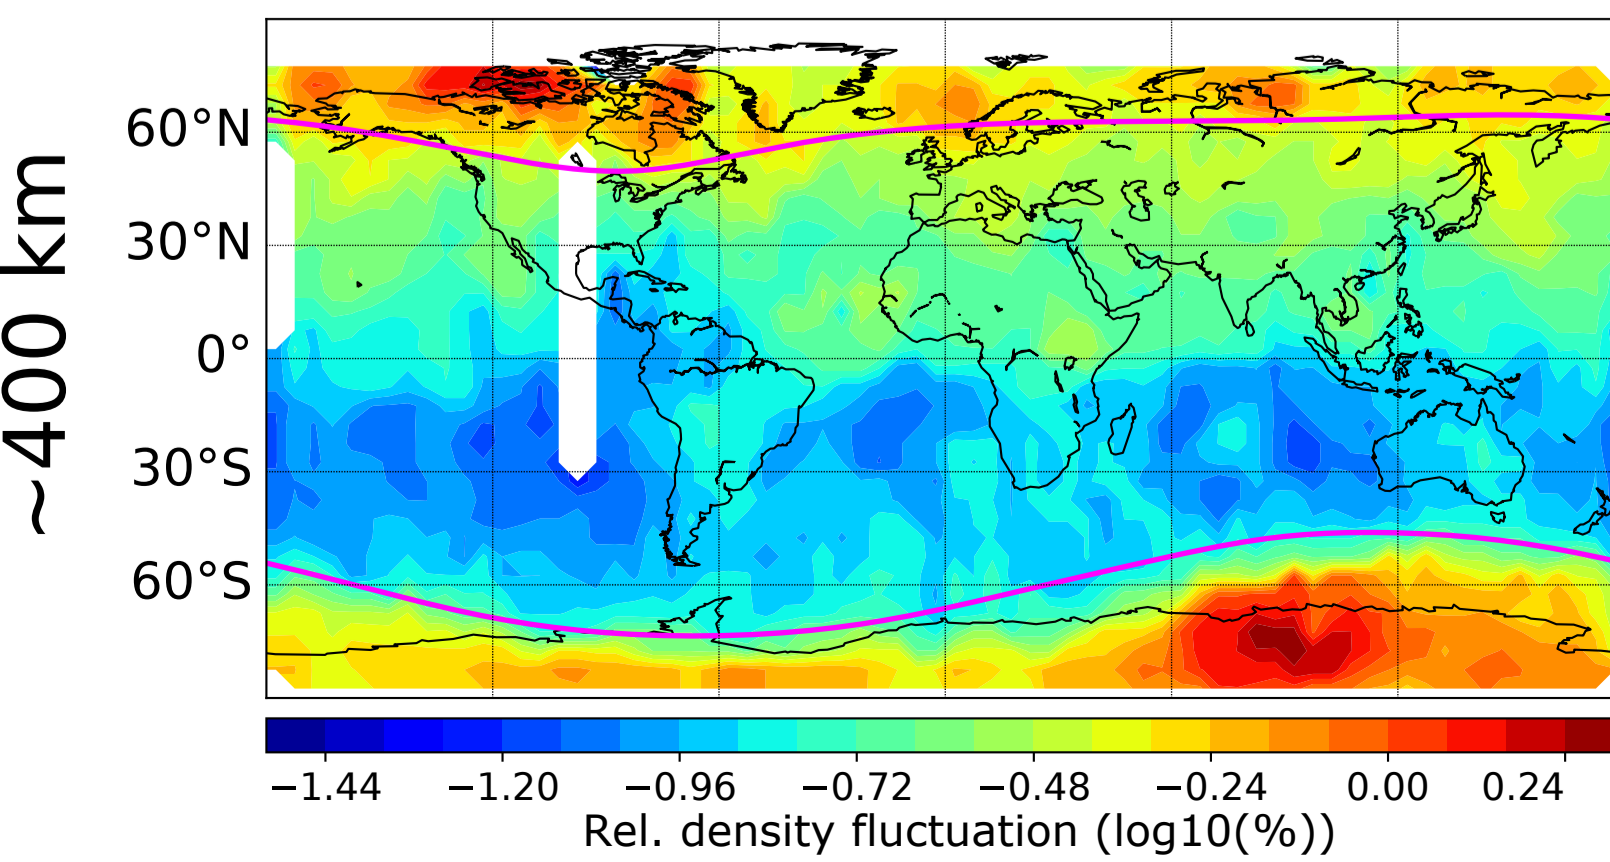 ~400 km
60°N
30°N
0°
30°S
60°S
−1.44 −1.20 −0.96 −0.72 −0.48 −0.24 0.00 0.24
Rel. density fluctuation (log10(%))